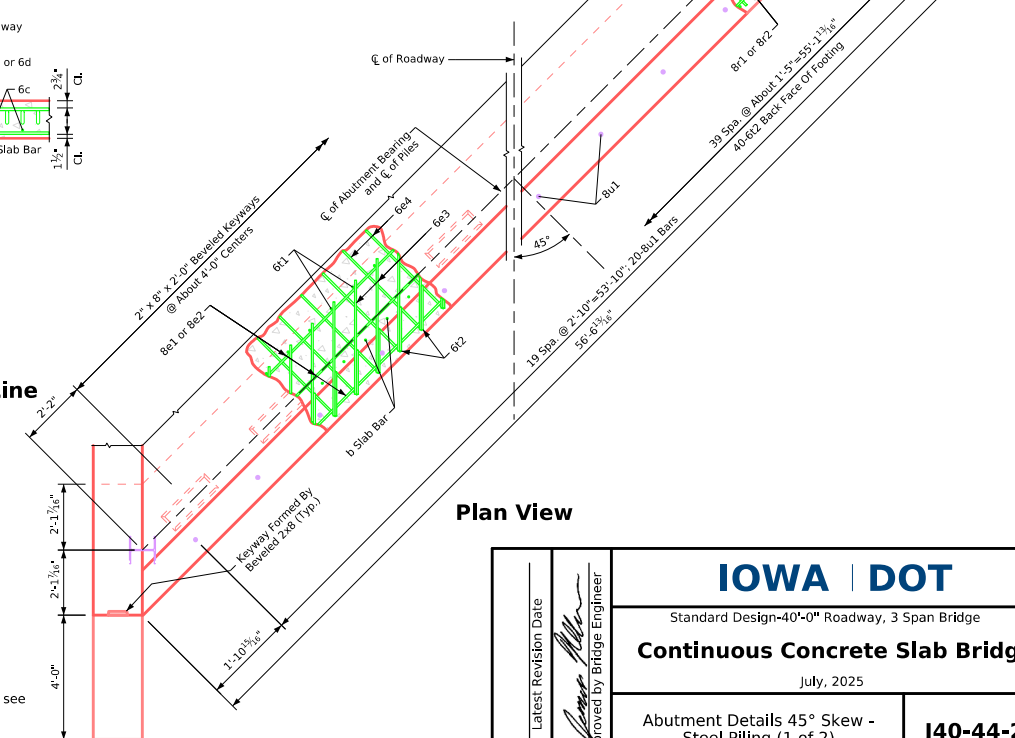 way
or 6d
6c
2¾"
Cl.
Slab Bar
1½"
Cl.
℄ of Roadway
8r1 or 8r2
39 Spa. @ About 1'-5"=55'-1¹³⁄₁₆"
40-6t2 Back Face Of Footing
℄ of Abutment Bearing
and ℄ of Piles
6e4
6e3
8u1
45°
2" x 8" x 2'-0" Beveled Keyways
@ About 4'-0" Centers
6t1
8e1 or 8e2
6t2
19 Spa. @ 2'-10"=53'-10"; 20-8u1 Bars
56'-6¹³⁄₁₆"
b Slab Bar
ine
2'-2"
2'-1⁷⁄₁₆"
2'-1⁷⁄₁₆"
4'-0"
Keyway Formed By
Beveled 2x8 (Typ.)
1'-10¹⁵⁄₁₆"
see
Plan View
Latest Revision Date
proved by Bridge Engineer
IOWA | DOT
Standard Design-40'-0" Roadway, 3 Span Bridge
Continuous Concrete Slab Bridg
July, 2025
Abutment Details 45° Skew -
Steel Piling (1 of 2)
J40-44-2